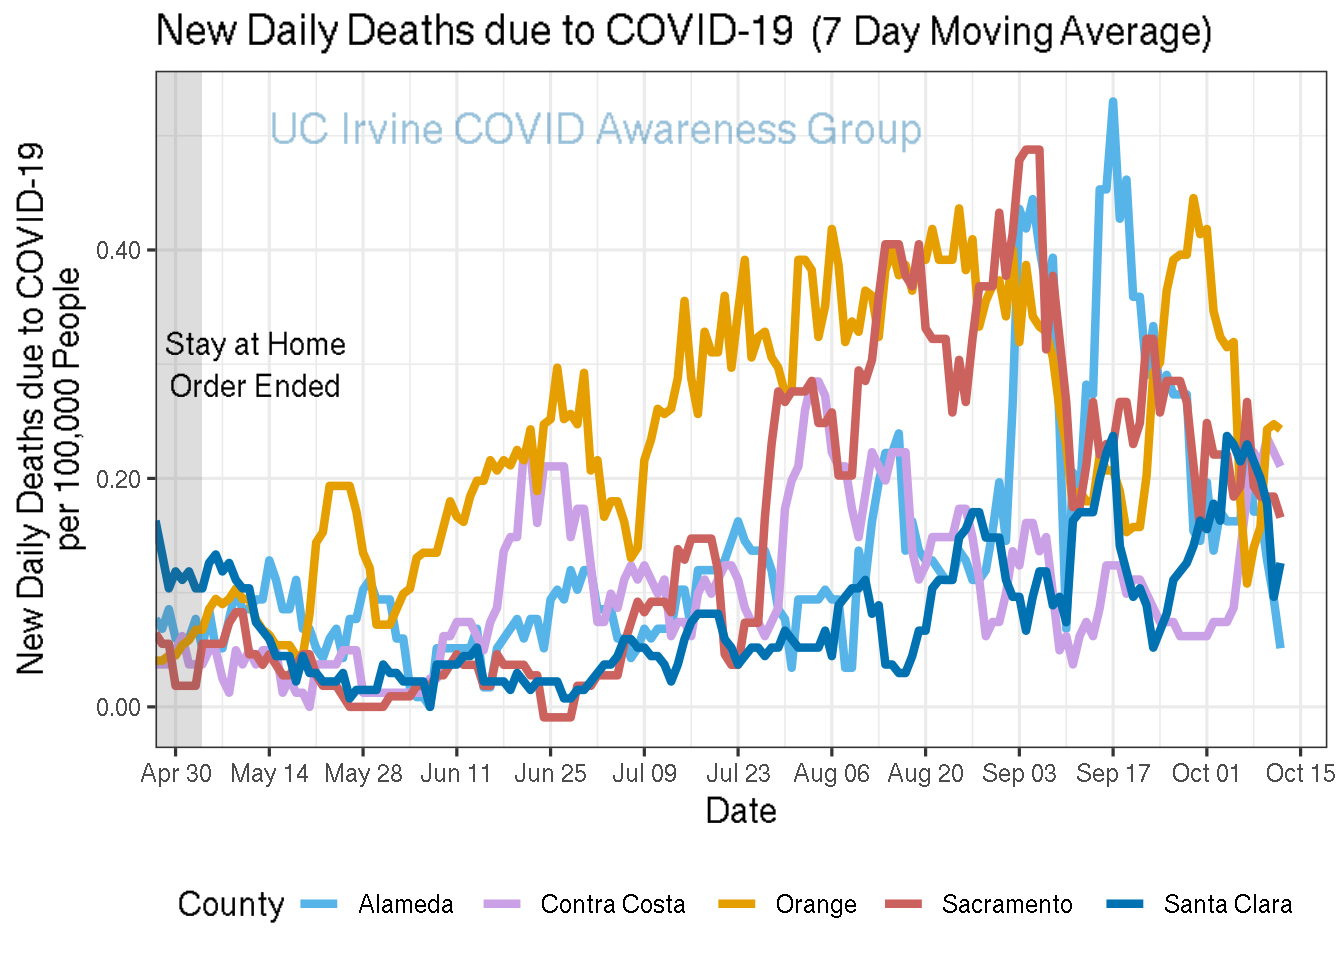 New Daily Deaths due to COVID-19 (7 Day Moving Average)
UC Irvine COVID Awareness Group
New Daily Deaths due to COVID-19
per 100,000 People
0.40
0.20
0.00
Stay at Home
Order Ended
Apr 30 May 14 May 28 Jun 11 Jun 25 Jul 09 Jul 23 Aug 06 Aug 20 Sep 03 Sep 17 Oct 01 Oct 15
Date
County Alameda Contra Costa Orange Sacramento Santa Clara